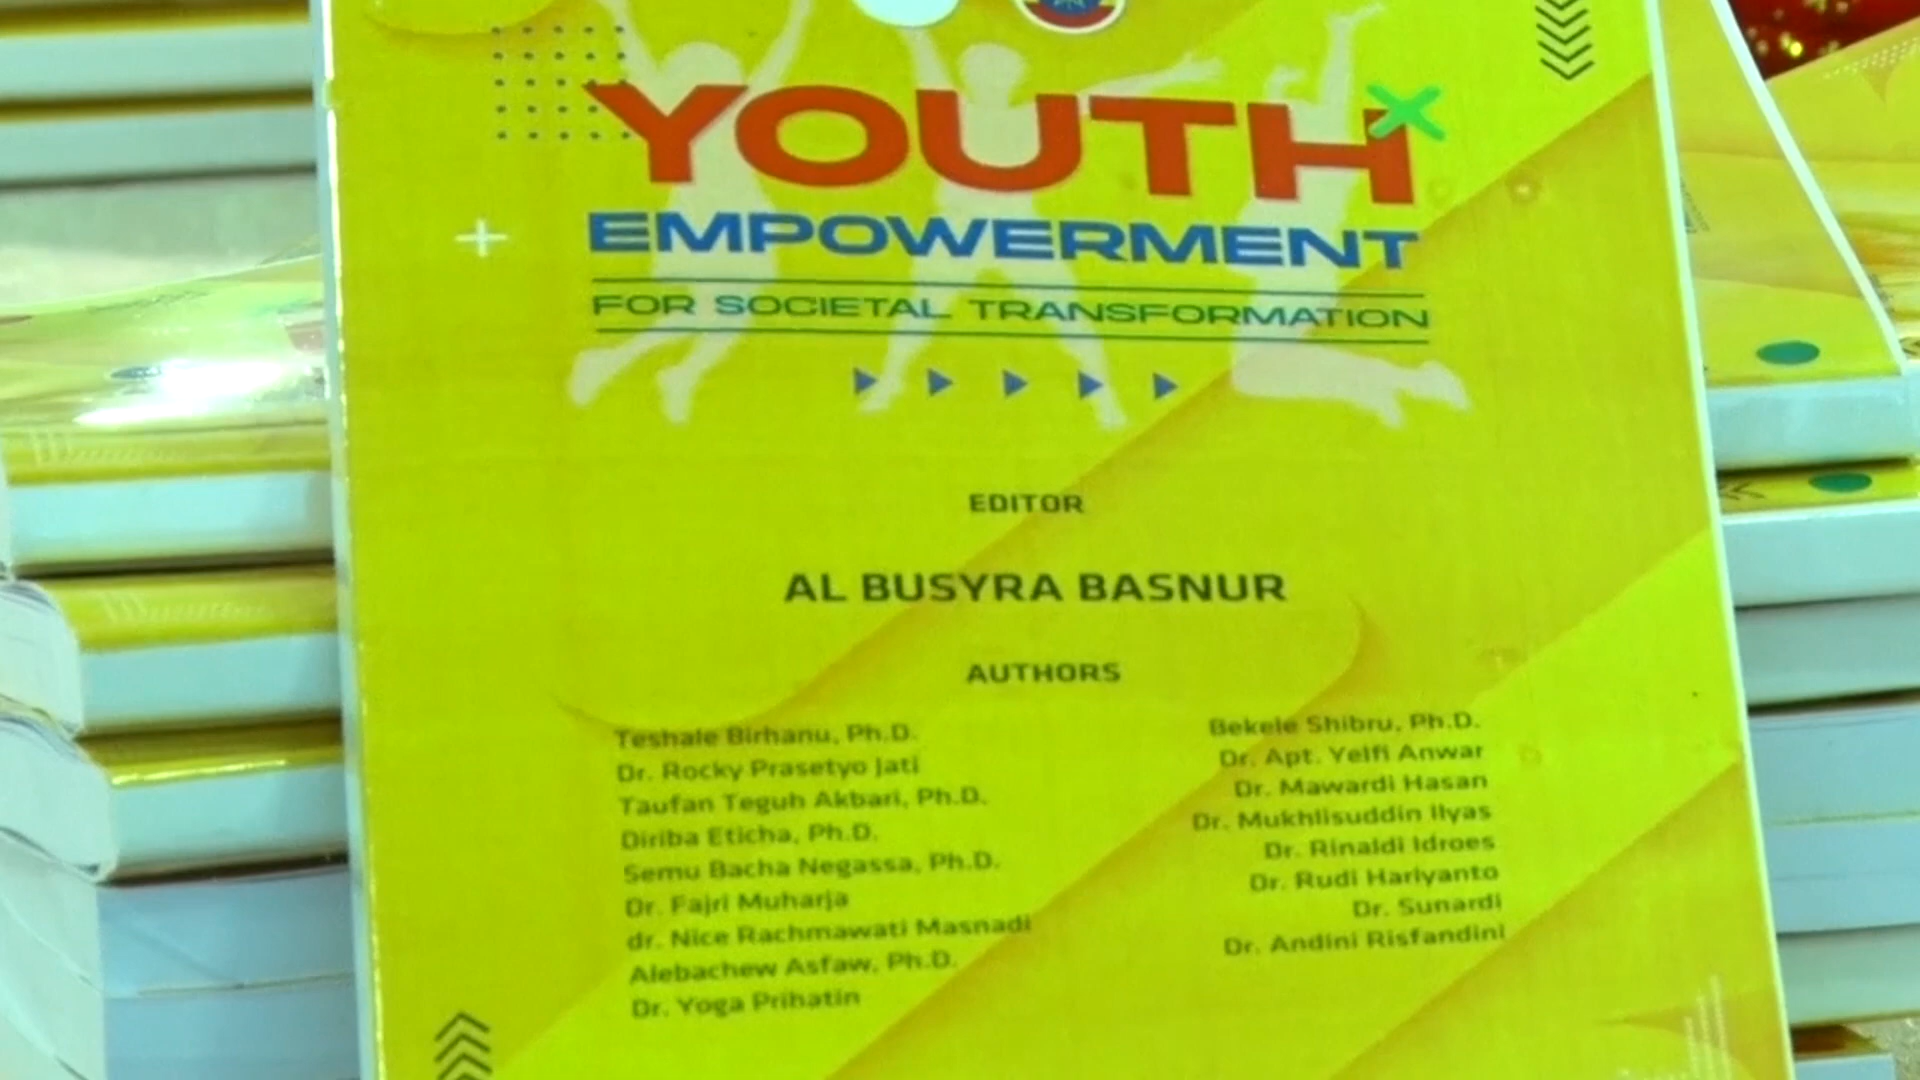 YOUTH
EMPOWERMENT
FOR SOCIETAL TRANSFORMATION
EDITOR
AL BUSYRA BASNUR
AUTHORS
Teshale Birhanu, Ph.D.
Dr. Rocky Prasetyo Jati
Taufan Teguh Akbari, Ph.D.
Diriba Eticha, Ph.D.
Semu Bacha Negassa, Ph.D.
Dr. Fajri Muharja
dr. Nice Rachmawati Masnadi
Alebachew Asfaw, Ph.D.
Dr. Yoga Prihatin
Bekele Shibru, Ph.D.
Dr. Apt. Yelfi Anwar
Dr. Mawardi Hasan
Dr. Mukhlisuddin Ilyas
Dr. Rinaldi Idroes
Dr. Rudi Hariyanto
Dr. Sunardi
Dr. Andini Risfandini